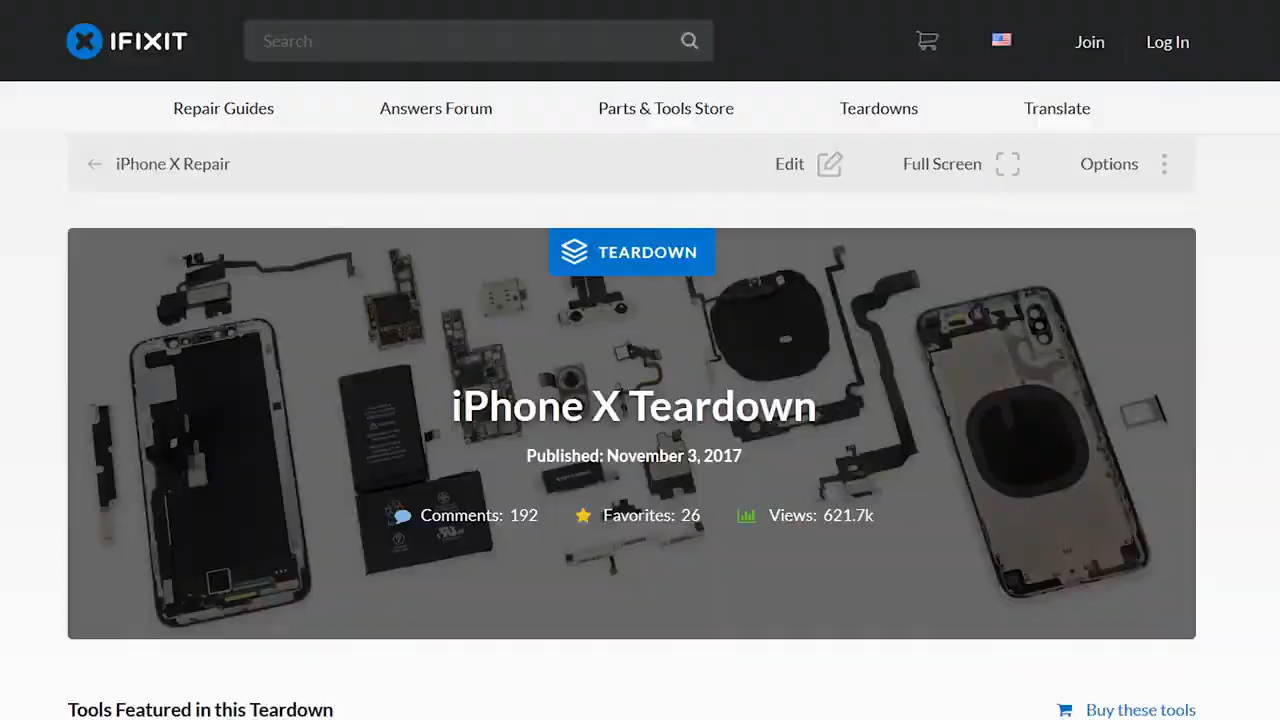 IFIXIT
Search
Join
Log In
Repair Guides
Answers Forum
Parts & Tools Store
Teardowns
Translate
iPhone X Repair
Edit
Full Screen
Options
TEARDOWN
iPhone X Teardown
Published: November 3, 2017
Comments: 192
Favorites: 26
Views: 621.7k
Tools Featured in this Teardown
Buy these tools